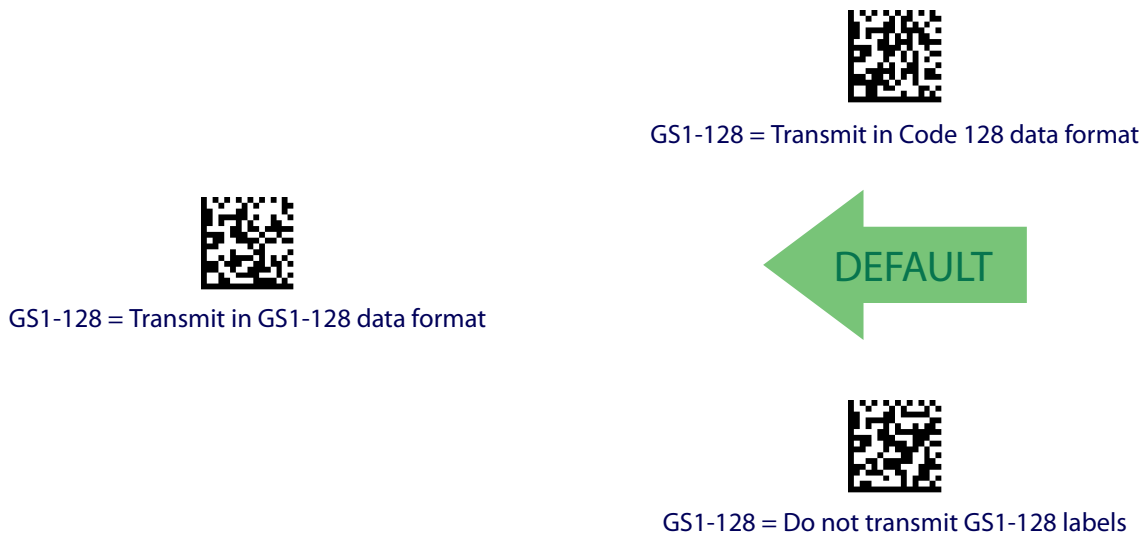 GS1-128 = Transmit in Code 128 data format
DEFAULT
GS1-128 = Transmit in GS1-128 data format
GS1-128 = Do not transmit GS1-128 labels